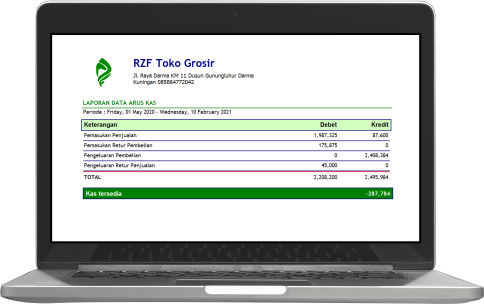 RZF Toko Grosir
Jl. Raya Darma KM 11 Dusun Gunungluhur Darma
Kuningan 085864772042
LAPORAN DATA ARUS KAS
Periode : Friday, 01 May 2020 - Wednesday, 10 February 2021
Keterangan Debet Kredit
Pemasukan Penjualan 1,987,325 87,600
Pemasukan Retur Pembelian 175,875 0
Pengeluaran Pembelian 0 2,408,384
Pengeluaran Retur Penjualan 45,000 0
TOTAL 2,208,200 2,495,984
Kas tersedia -287,784